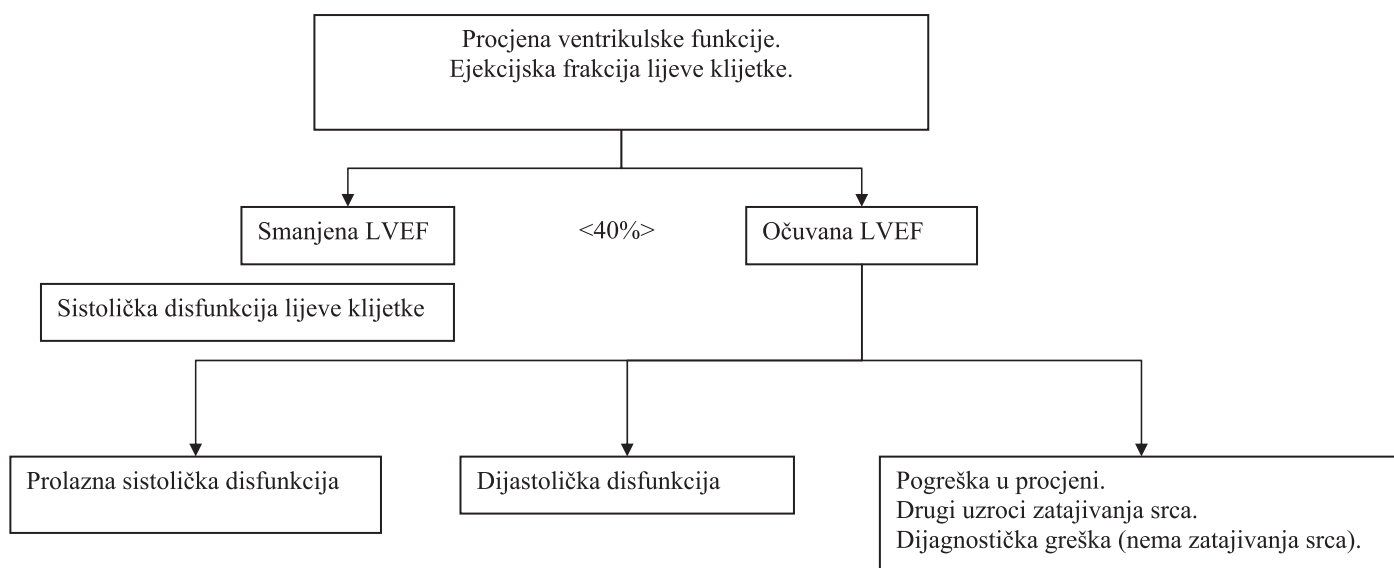 Procjena ventrikulske funkcije.
Ejekcijska frakcija lijeve klijetke.
Smanjena LVEF
<40%>
Očuvana LVEF
Sistolička disfunkcija lijeve klijetke
Prolazna sistolička disfunkcija
Dijastolička disfunkcija
Pogreška u procjeni.
Drugi uzroci zatajivanja srca.
Dijagnostička greška (nema zatajivanja srca).